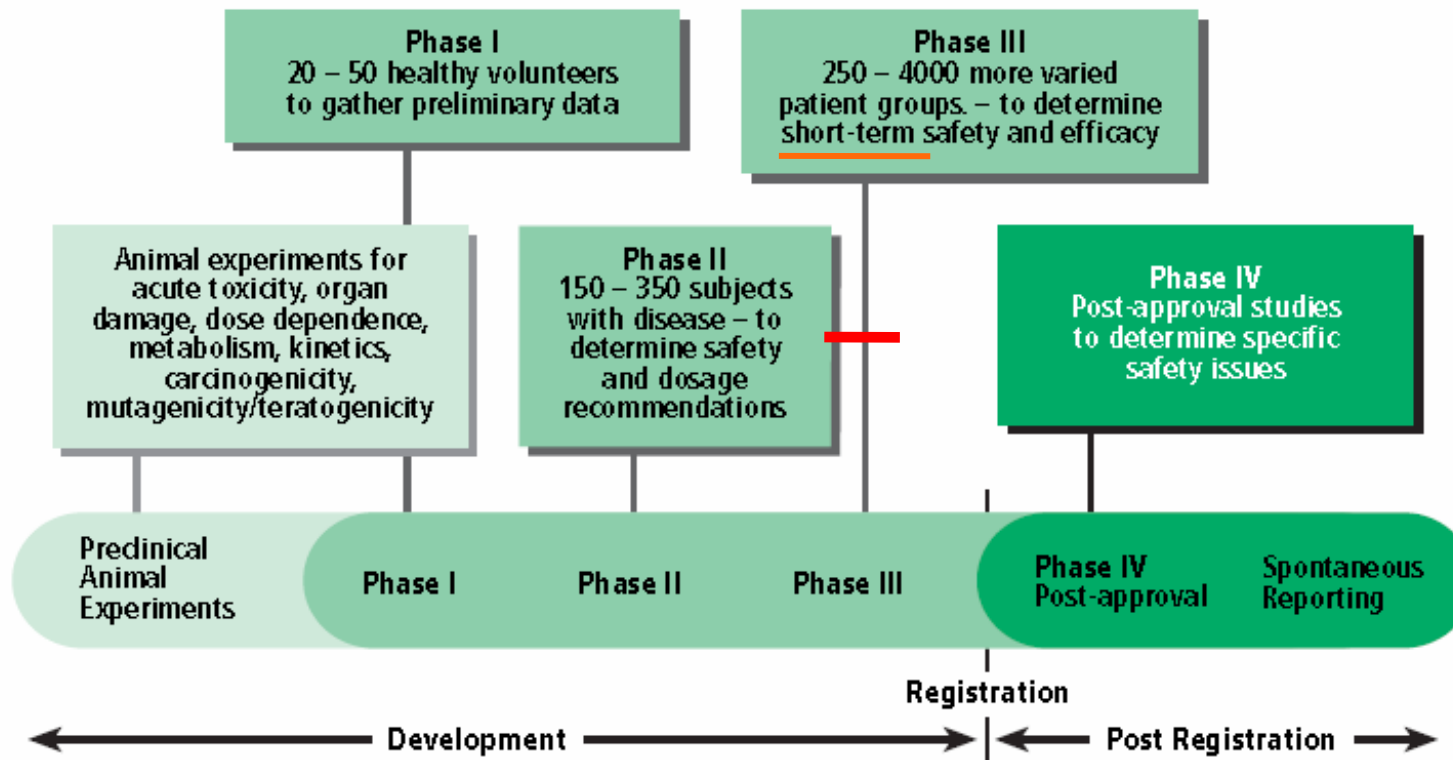 Phase I
20 – 50 healthy volunteers
to gather preliminary data
Phase III
250 – 4000 more varied
patient groups. – to determine
short-term safety and efficacy
Animal experiments for
acute toxicity, organ
damage, dose dependence,
metabolism, kinetics,
carcinogenicity,
mutagenicity/teratogenicity
Phase II
150 – 350 subjects
with disease – to
determine safety
and dosage
recommendations
Phase IV
Post-approval studies
to determine specific
safety issues
Preclinical
Animal
Experiments
Phase I
Phase II
Phase III
Phase IV
Post-approval
Spontaneous
Reporting
Registration
Development
Post Registration